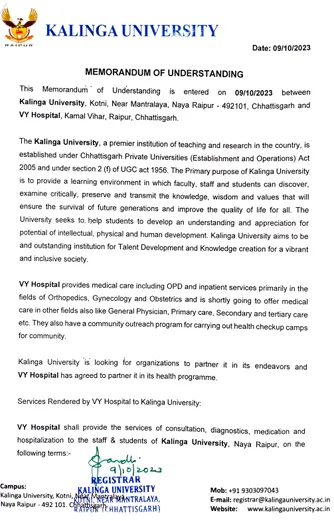 KALINGA UNIVERSITY
RAIPUR
Date: 09/10/2023
MEMORANDUM OF UNDERSTANDING
This Memorandum of Understanding is entered on 09/10/2023 between
Kalinga University, Kotni, Near Mantralaya, Naya Raipur - 492101, Chhattisgarh and
VY Hospital, Kamal Vihar, Raipur, Chhattisgarh.
The Kalinga University, a premier institution of teaching and research in the country, is
established under Chhattisgarh Private Universities (Establishment and Operations) Act
2005 and under section 2 (f) of UGC act 1956. The Primary purpose of Kalinga University
is to provide a learning environment in which faculty, staff and students can discover,
examine critically, preserve and transmit the knowledge, wisdom and values that will
ensure the survival of future generations and improve the quality of life for all. The
University seeks to help students to develop an understanding and appreciation for
potential of intellectual, physical and human development. Kalinga University aims to be
and outstanding institution for Talent Development and Knowledge creation for a vibrant
and inclusive society.
VY Hospital provides medical care including OPD and inpatient services primarily in the
fields of Orthopedics, Gynecology and Obstetrics and is shortly going to offer medical
care in other fields also like General Physician, Primary care, Secondary and tertiary care
etc. They also have a community outreach program for carrying out health checkup camps
for community.
Kalinga University is looking for organizations to partner it in its endeavors and
VY Hospital has agreed to partner it in its health programme.
Services Rendered by VY Hospital to Kalinga University:
VY Hospital shall provide the services of consultation, diagnostics, medication and
hospitalization to the staff & students of Kalinga University, Naya Raipur, on the
following terms:-
9/10/2023
REGISTRAR
KALINGA UNIVERSITY
KOTNI, NEAR MANTRALAYA,
RAIPUR (CHHATTISGARH)
Campus:
Kalinga University, Kotni, Near Mantralaya
Naya Raipur - 492 101. Chhattisgarh
Mob: +91 9303097043
E-mail: registrar@kalingauniversity.ac.in
Website: www.kalingauniversity.ac.in